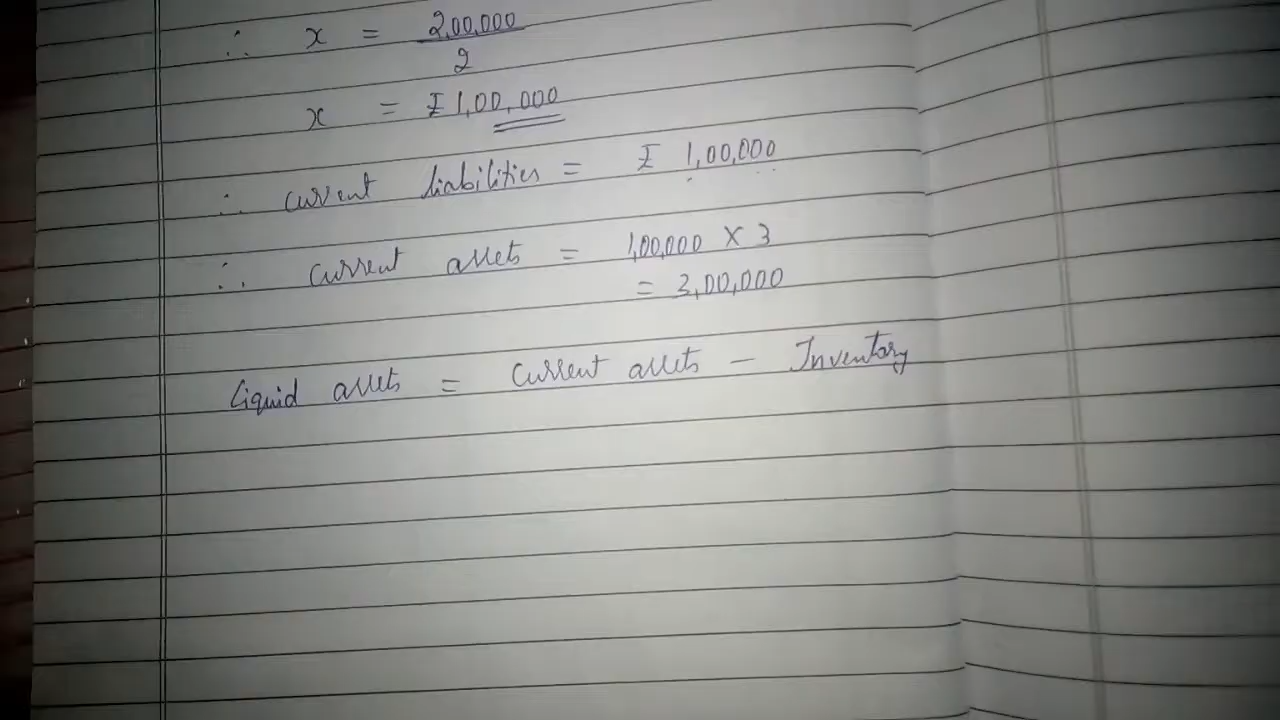 ∴ x = 2,00,000 / 2
x = ₹ 1,00,000
∴ current liabilities = ₹ 1,00,000
∴ current assets = 1,00,000 × 3
= 3,00,000
Liquid assets = Current assets – Inventory